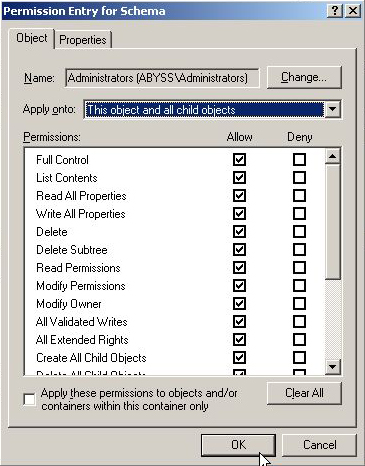 Permission Entry for Schema
Object Properties
Name: Administrators (ABYSS\Administrators) Change...
Apply onto: This object and all child objects
Permissions: Allow Deny
Full Control
List Contents
Read All Properties
Write All Properties
Delete
Delete Subtree
Read Permissions
Modify Permissions
Modify Owner
All Validated Writes
All Extended Rights
Create All Child Objects
Delete All Child Objects
Apply these permissions to objects and/or
containers within this container only
Clear All
OK Cancel